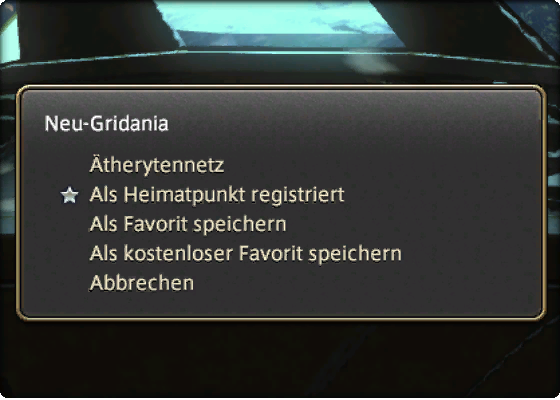 Neu-Gridania
Ätherytennetz
Als Heimatpunkt registriert
Als Favorit speichern
Als kostenloser Favorit speichern
Abbrechen